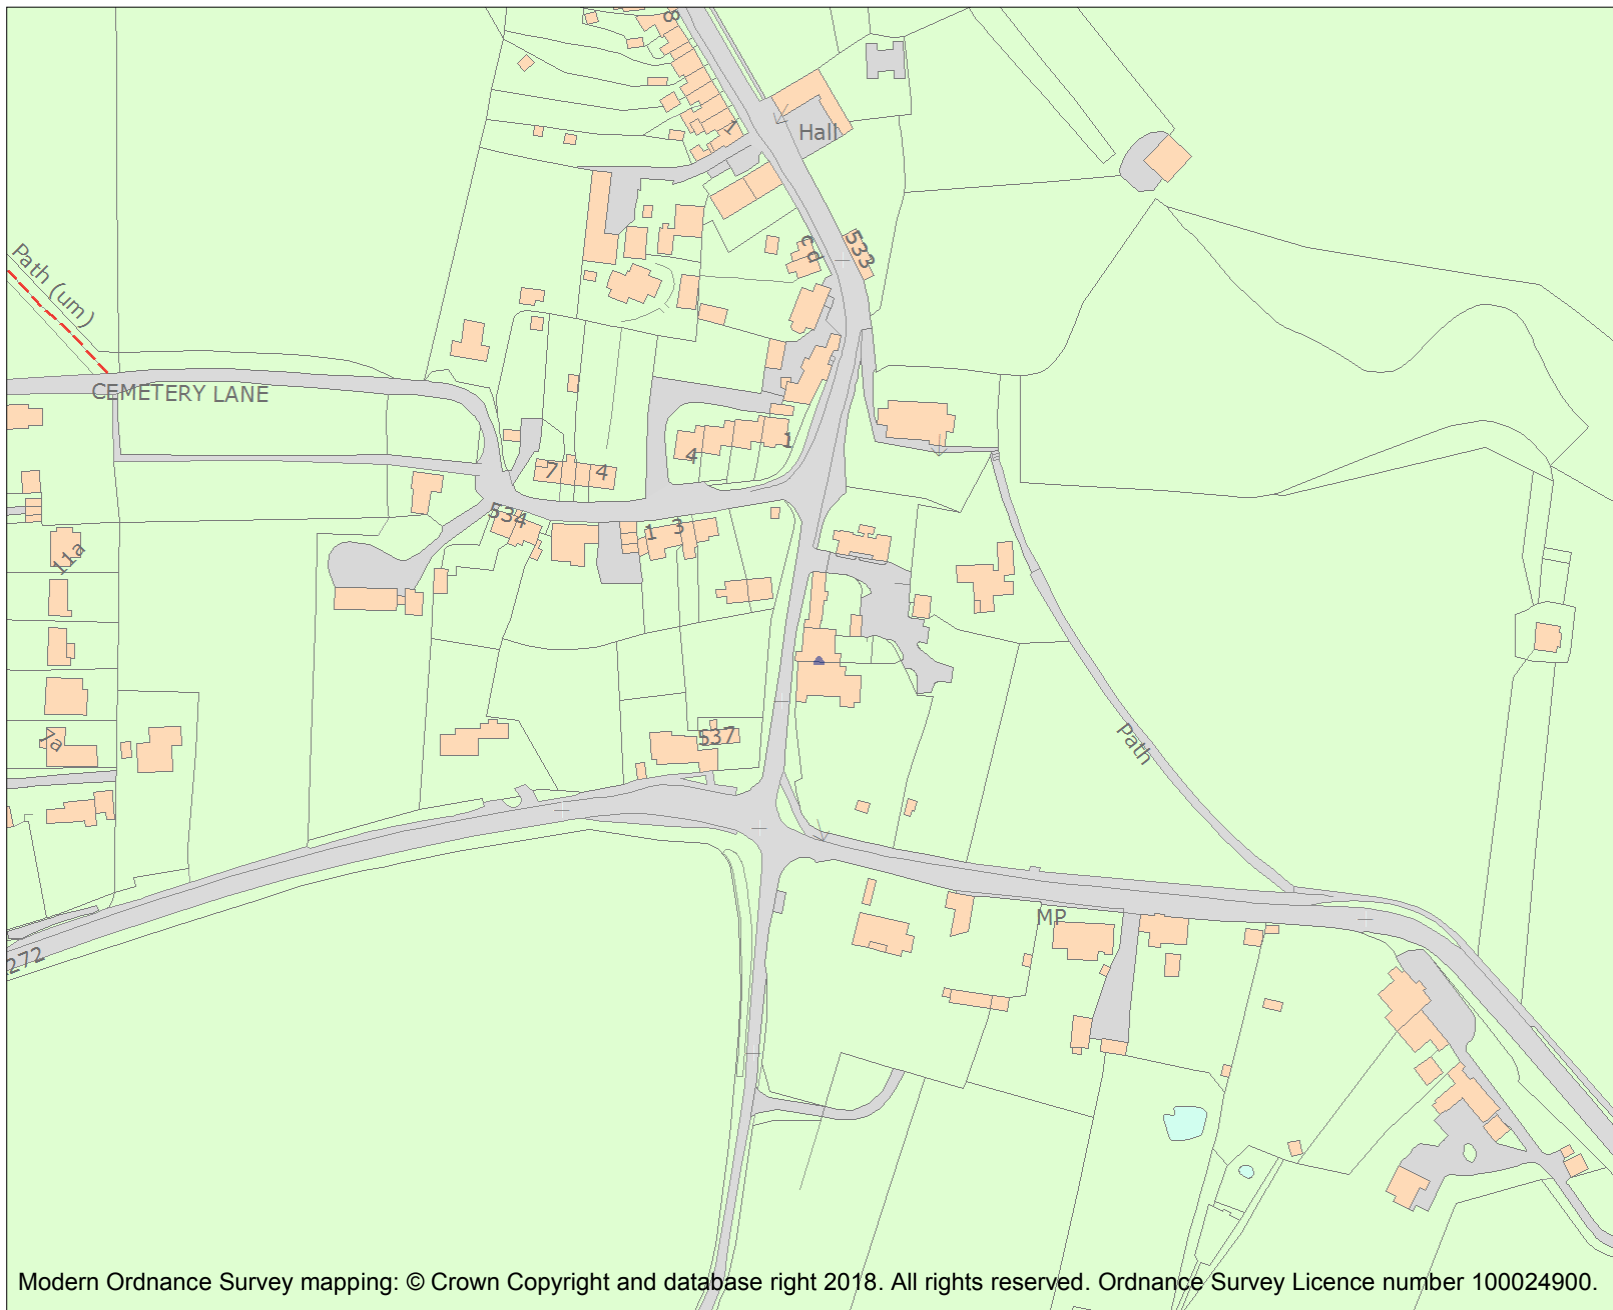 8
1
Hall
533
c d
Path (um)
CEMETERY LANE
1
4
7
4
534
1
3
11a
537
7a
Path
MP
272
Modern Ordnance Survey mapping: © Crown Copyright and database right 2018. All rights reserved. Ordnance Survey Licence number 100024900.